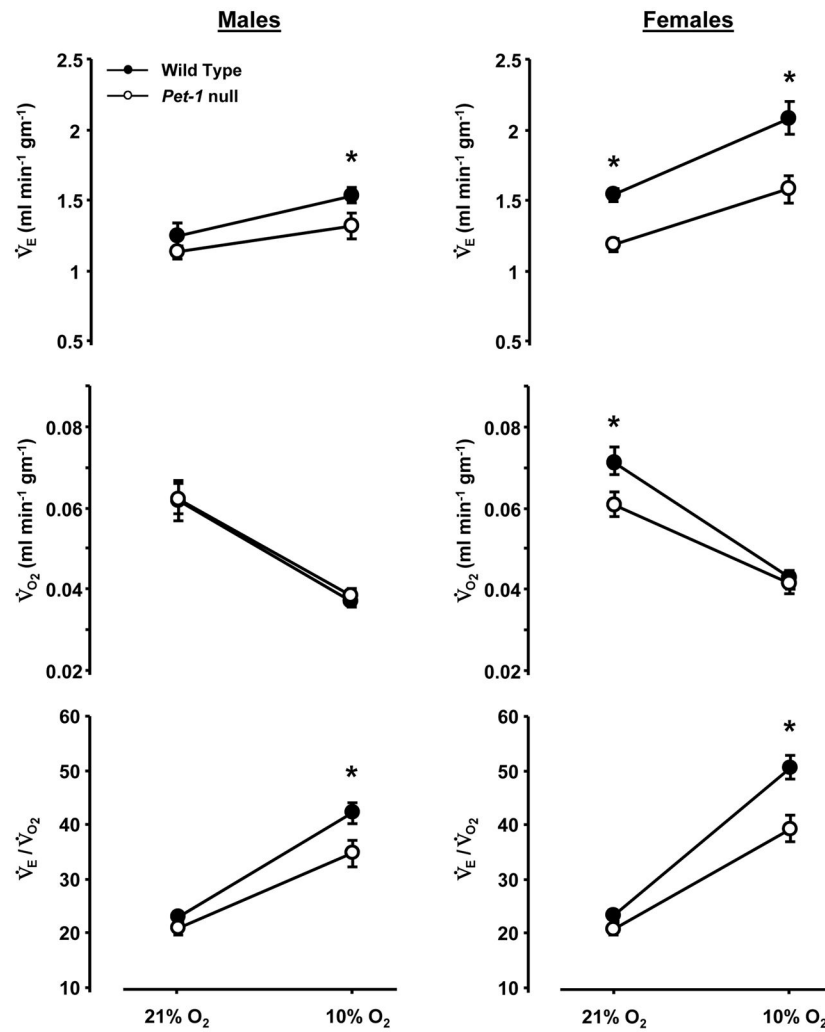 Males
Females
Wild Type
Pet-1 null
2.5
2
1.5
1
0.5
V̇E (ml min⁻¹ gm⁻¹)
*
2.5
2
1.5
1
0.5
V̇E (ml min⁻¹ gm⁻¹)
*
*
0.08
0.06
0.04
0.02
V̇O₂ (ml min⁻¹ gm⁻¹)
0.08
0.06
0.04
0.02
V̇O₂ (ml min⁻¹ gm⁻¹)
*
60
50
40
30
20
10
V̇E / V̇O₂
*
21% O₂
10% O₂
60
50
40
30
20
10
V̇E / V̇O₂
*
21% O₂
10% O₂